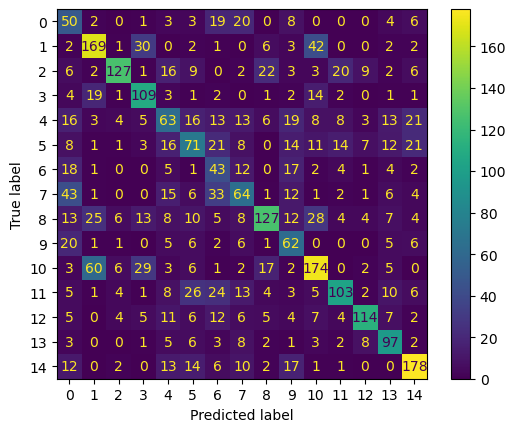 0 50 2 0 1 3 3 19 20 0 8 0 0 0 4 6
1 2 169 1 30 0 2 1 0 6 3 42 0 0 2 2
2 6 2 127 1 16 9 0 2 22 3 3 20 9 2 6
3 4 19 1 109 3 1 2 0 1 2 14 2 0 1 1
4 16 3 4 5 63 16 13 13 6 19 8 8 3 13 21
5 8 1 1 3 16 71 21 8 0 14 11 14 7 12 21
6 18 1 0 0 5 1 43 12 0 17 2 4 1 4 2
7 43 1 0 0 15 6 33 64 1 12 1 2 1 6 4
8 13 25 6 13 8 10 5 8 127 12 28 4 4 7 4
9 20 1 1 0 5 6 2 6 1 62 0 0 0 5 6
10 3 60 6 29 3 6 1 2 17 2 174 0 2 5 0
11 5 1 4 1 8 26 24 13 4 3 5 103 2 10 6
12 5 0 4 5 11 6 12 6 5 4 7 4 114 7 2
13 3 0 0 1 5 6 3 8 2 1 3 2 8 97 2
14 12 0 2 0 13 14 6 10 2 17 1 1 0 0 178
0 1 2 3 4 5 6 7 8 9 10 11 12 13 14
Predicted label
True label
160
140
120
100
80
60
40
20
0